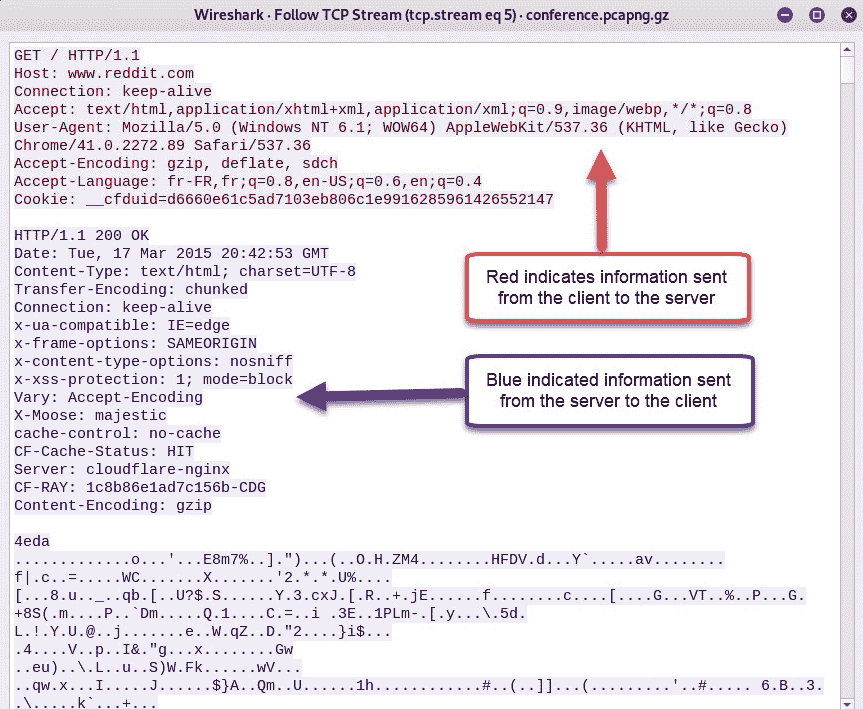 Wireshark · Follow TCP Stream (tcp.stream eq 5) · conference.pcapng.gz
GET / HTTP/1.1
Host: www.reddit.com
Connection: keep-alive
Accept: text/html,application/xhtml+xml,application/xml;q=0.9,image/webp,*/*;q=0.8
User-Agent: Mozilla/5.0 (Windows NT 6.1; WOW64) AppleWebKit/537.36 (KHTML, like Gecko)
Chrome/41.0.2272.89 Safari/537.36
Accept-Encoding: gzip, deflate, sdch
Accept-Language: fr-FR,fr;q=0.8,en-US;q=0.6,en;q=0.4
Cookie: __cfduid=d6660e61c5ad7103eb806c1e9916285961426552147
HTTP/1.1 200 OK
Date: Tue, 17 Mar 2015 20:42:53 GMT
Content-Type: text/html; charset=UTF-8
Transfer-Encoding: chunked
Connection: keep-alive
x-ua-compatible: IE=edge
x-frame-options: SAMEORIGIN
x-content-type-options: nosniff
x-xss-protection: 1; mode=block
Vary: Accept-Encoding
X-Moose: majestic
cache-control: no-cache
CF-Cache-Status: HIT
Server: cloudflare-nginx
CF-RAY: 1c8b86e1ad7c156b-CDG
Content-Encoding: gzip
Red indicates information sent
from the client to the server
Blue indicated information sent
from the server to the client
4eda
.............o...'...E8m7%..].")...(..O.H.ZM4........HFDV.d...Y`.....av........
f|.c..=.....WC.......X.......'2.*.*.U%....
[...8.u.._..qb.[..U?$.S......Y.3.cxJ.[.R..+.jE......f........c....[....G...VT..%..P...G.
+8S(.m....P..`Dm.....Q.1....C.=..i .3E..1PLm-.[.y...\.5d.
L.!.Y.U.@..j.......e..W.qZ..D."2....}i$...
.4....V..p..I&."g...x........Gw
..eu)..\.L..u..S)W.Fk......wV...
..qw.x...I.....J......$}A..Qm..U......1h............#..(..]]...(.........'..#..... 6.B..3.
.\.....k`...+...